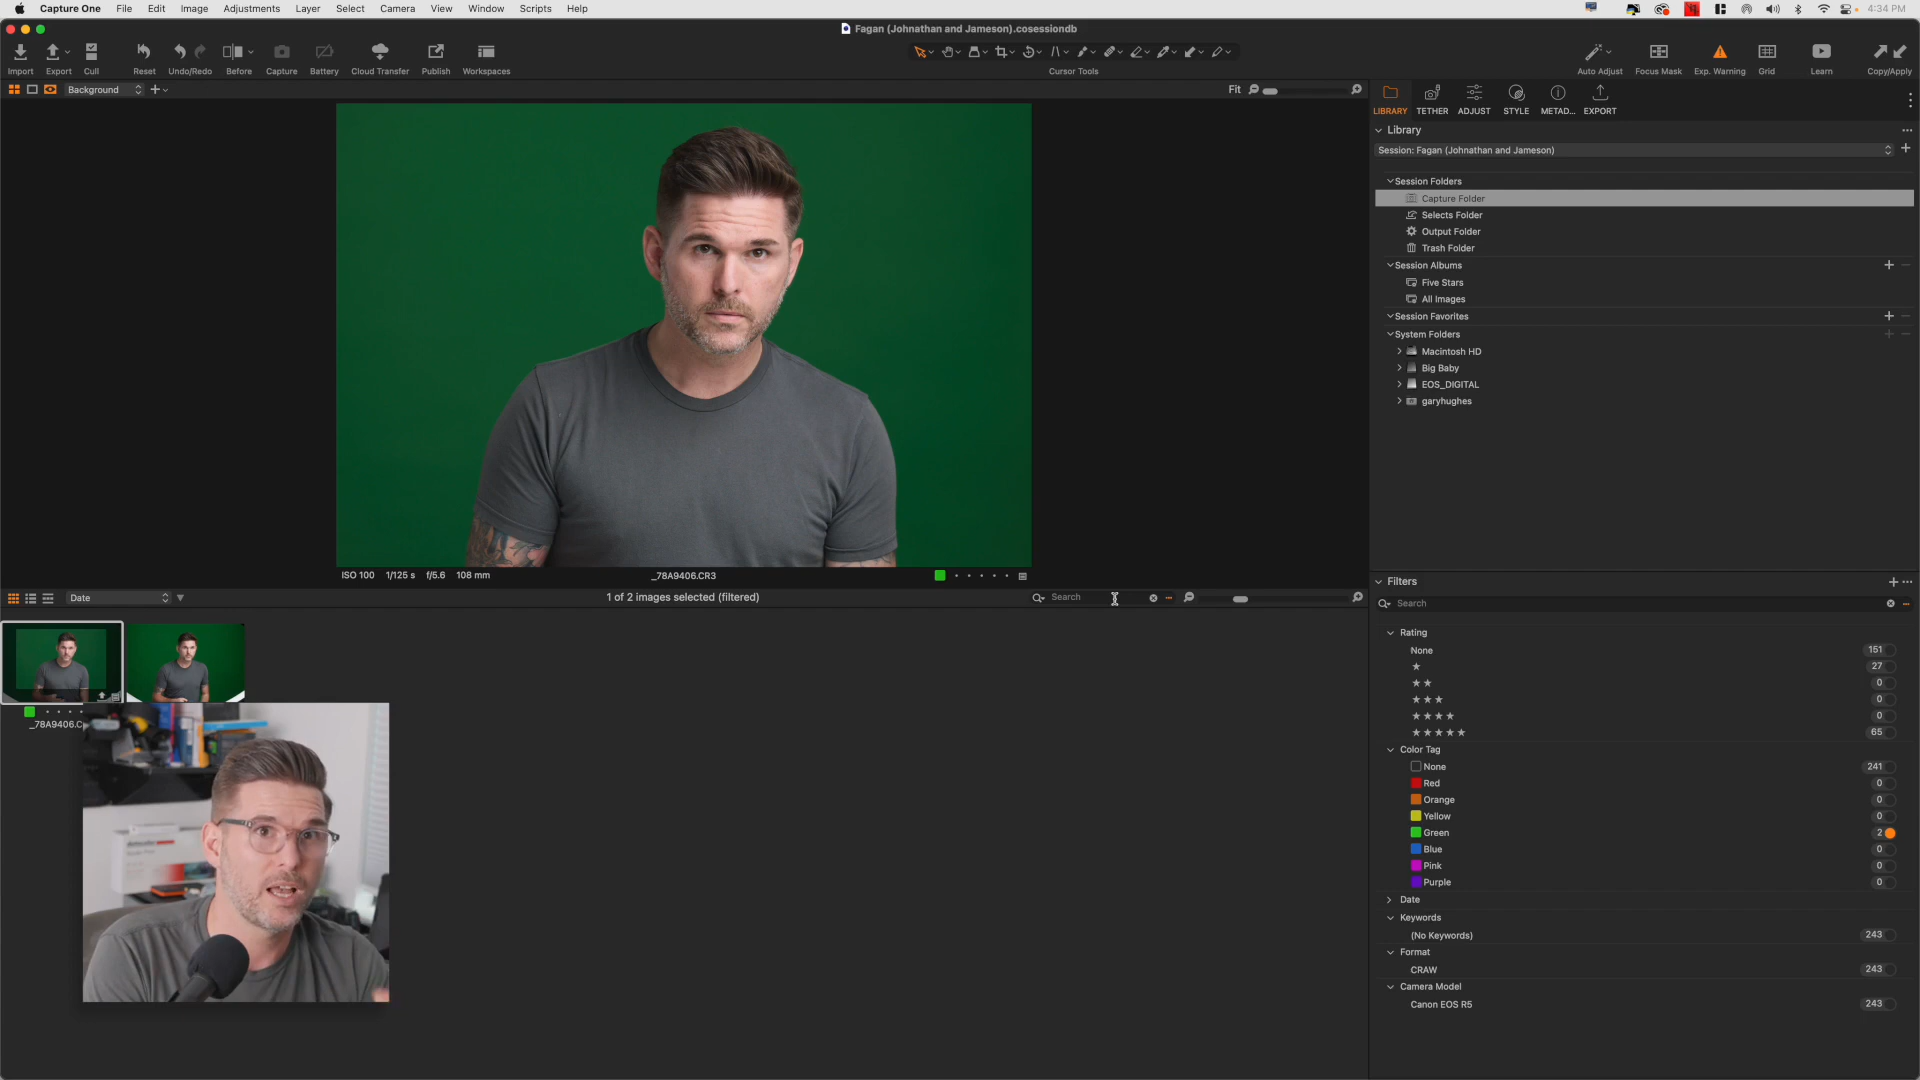 Capture One File Edit Image Adjustments Layer Select Camera View Window Scripts Help 4:34 PM
Fagan (Johnathan and Jameson).cosessiondb
Import Export Cull Reset Undo/Redo Before Capture Battery Cloud Transfer Publish Workspaces Cursor Tools Auto Adjust Focus Mask Exp. Warning Grid Learn Copy/Apply
Background Fit
LIBRARY TETHER ADJUST STYLE METAD... EXPORT
Library
Session: Fagan (Johnathan and Jameson)
Session Folders
Capture Folder
Selects Folder
Output Folder
Trash Folder
Session Albums
Five Stars
All Images
Session Favorites
System Folders
Macintosh HD
Big Baby
EOS_DIGITAL
garyhughes
ISO 100 1/125 s f/5.6 108 mm _78A9406.CR3
Date 1 of 2 images selected (filtered) Search
_78A9406.C
Filters
Search
Rating
None 151
★ 27
★★ 0
★★★ 0
★★★★ 0
★★★★★ 65
Color Tag
None 241
Red 0
Orange 0
Yellow 0
Green 2
Blue 0
Pink 0
Purple 0
Date
Keywords
(No Keywords) 243
Format
CRAW 243
Camera Model
Canon EOS R5 243